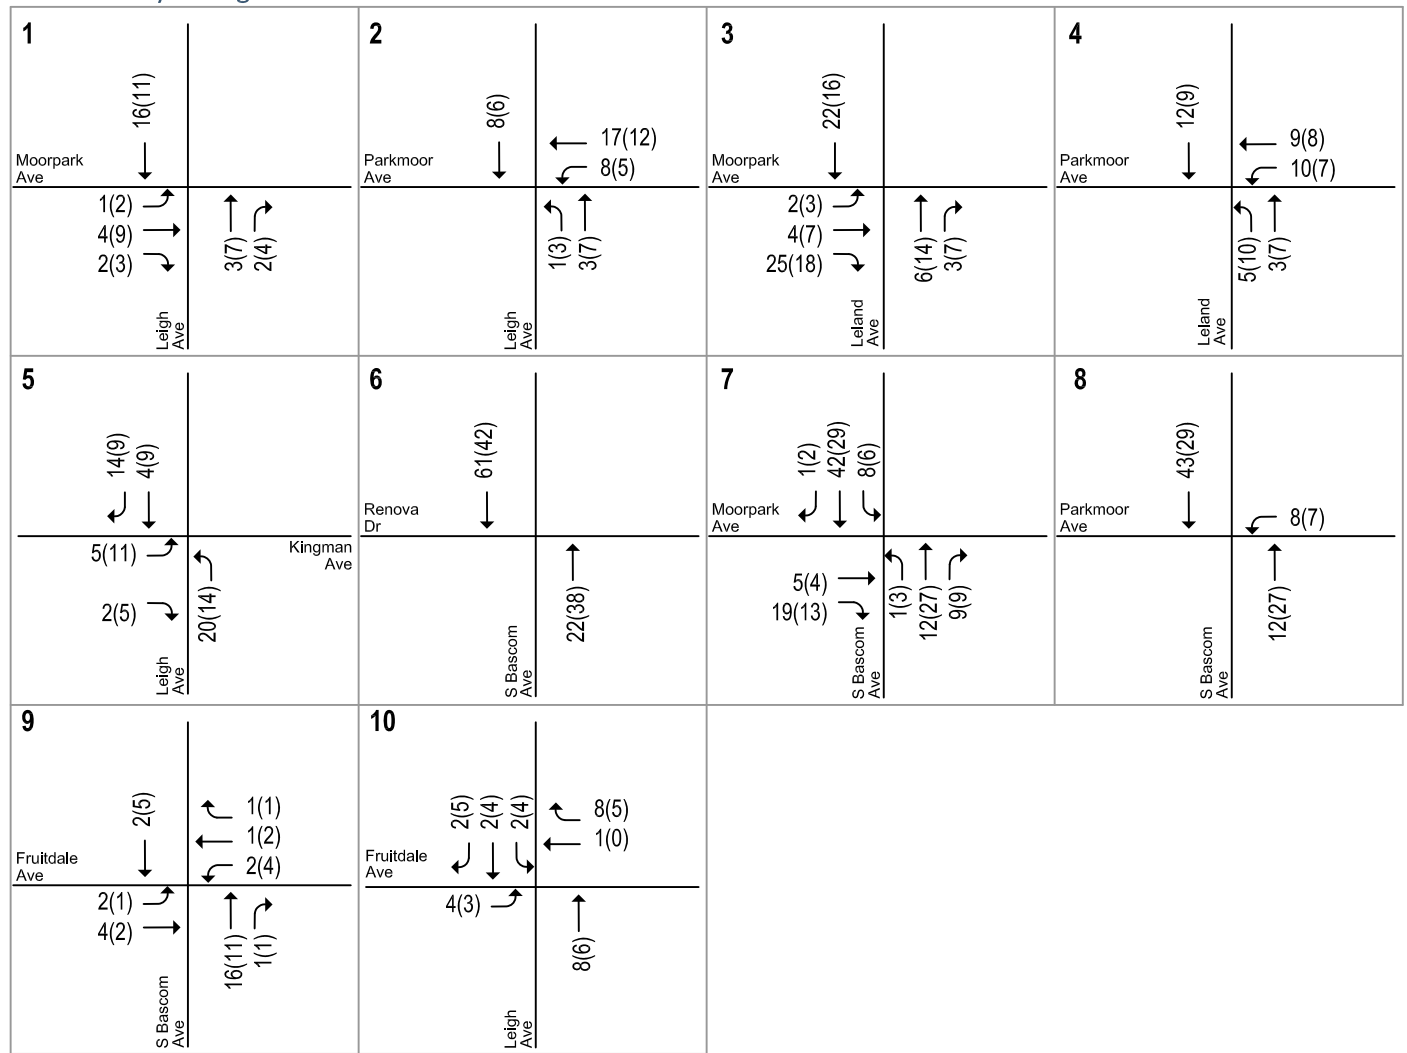 1
16(11)
Moorpark
Ave
1(2)
4(9)
2(3)
3(7)
2(4)
Leigh
Ave
2
8(6)
17(12)
8(5)
Parkmoor
Ave
1(3)
3(7)
Leigh
Ave
3
22(16)
Moorpark
Ave
2(3)
4(7)
25(18)
6(14)
3(7)
Leland
Ave
4
12(9)
9(8)
10(7)
Parkmoor
Ave
5(10)
3(7)
Leland
Ave
5
14(9)
4(9)
5(11)
Kingman
Ave
2(5)
20(14)
Leigh
Ave
6
61(42)
Renova
Dr
22(38)
S Bascom
Ave
7
1(2)
42(29)
8(6)
Moorpark
Ave
5(4)
19(13)
1(3)
12(27)
9(9)
S Bascom
Ave
8
43(29)
Parkmoor
Ave
8(7)
12(27)
S Bascom
Ave
9
2(5)
1(1)
1(2)
2(4)
Fruitdale
Ave
2(1)
4(2)
16(11)
1(1)
S Bascom
Ave
10
2(5)
2(4)
2(4)
8(5)
1(0)
Fruitdale
Ave
4(3)
8(6)
Leigh
Ave